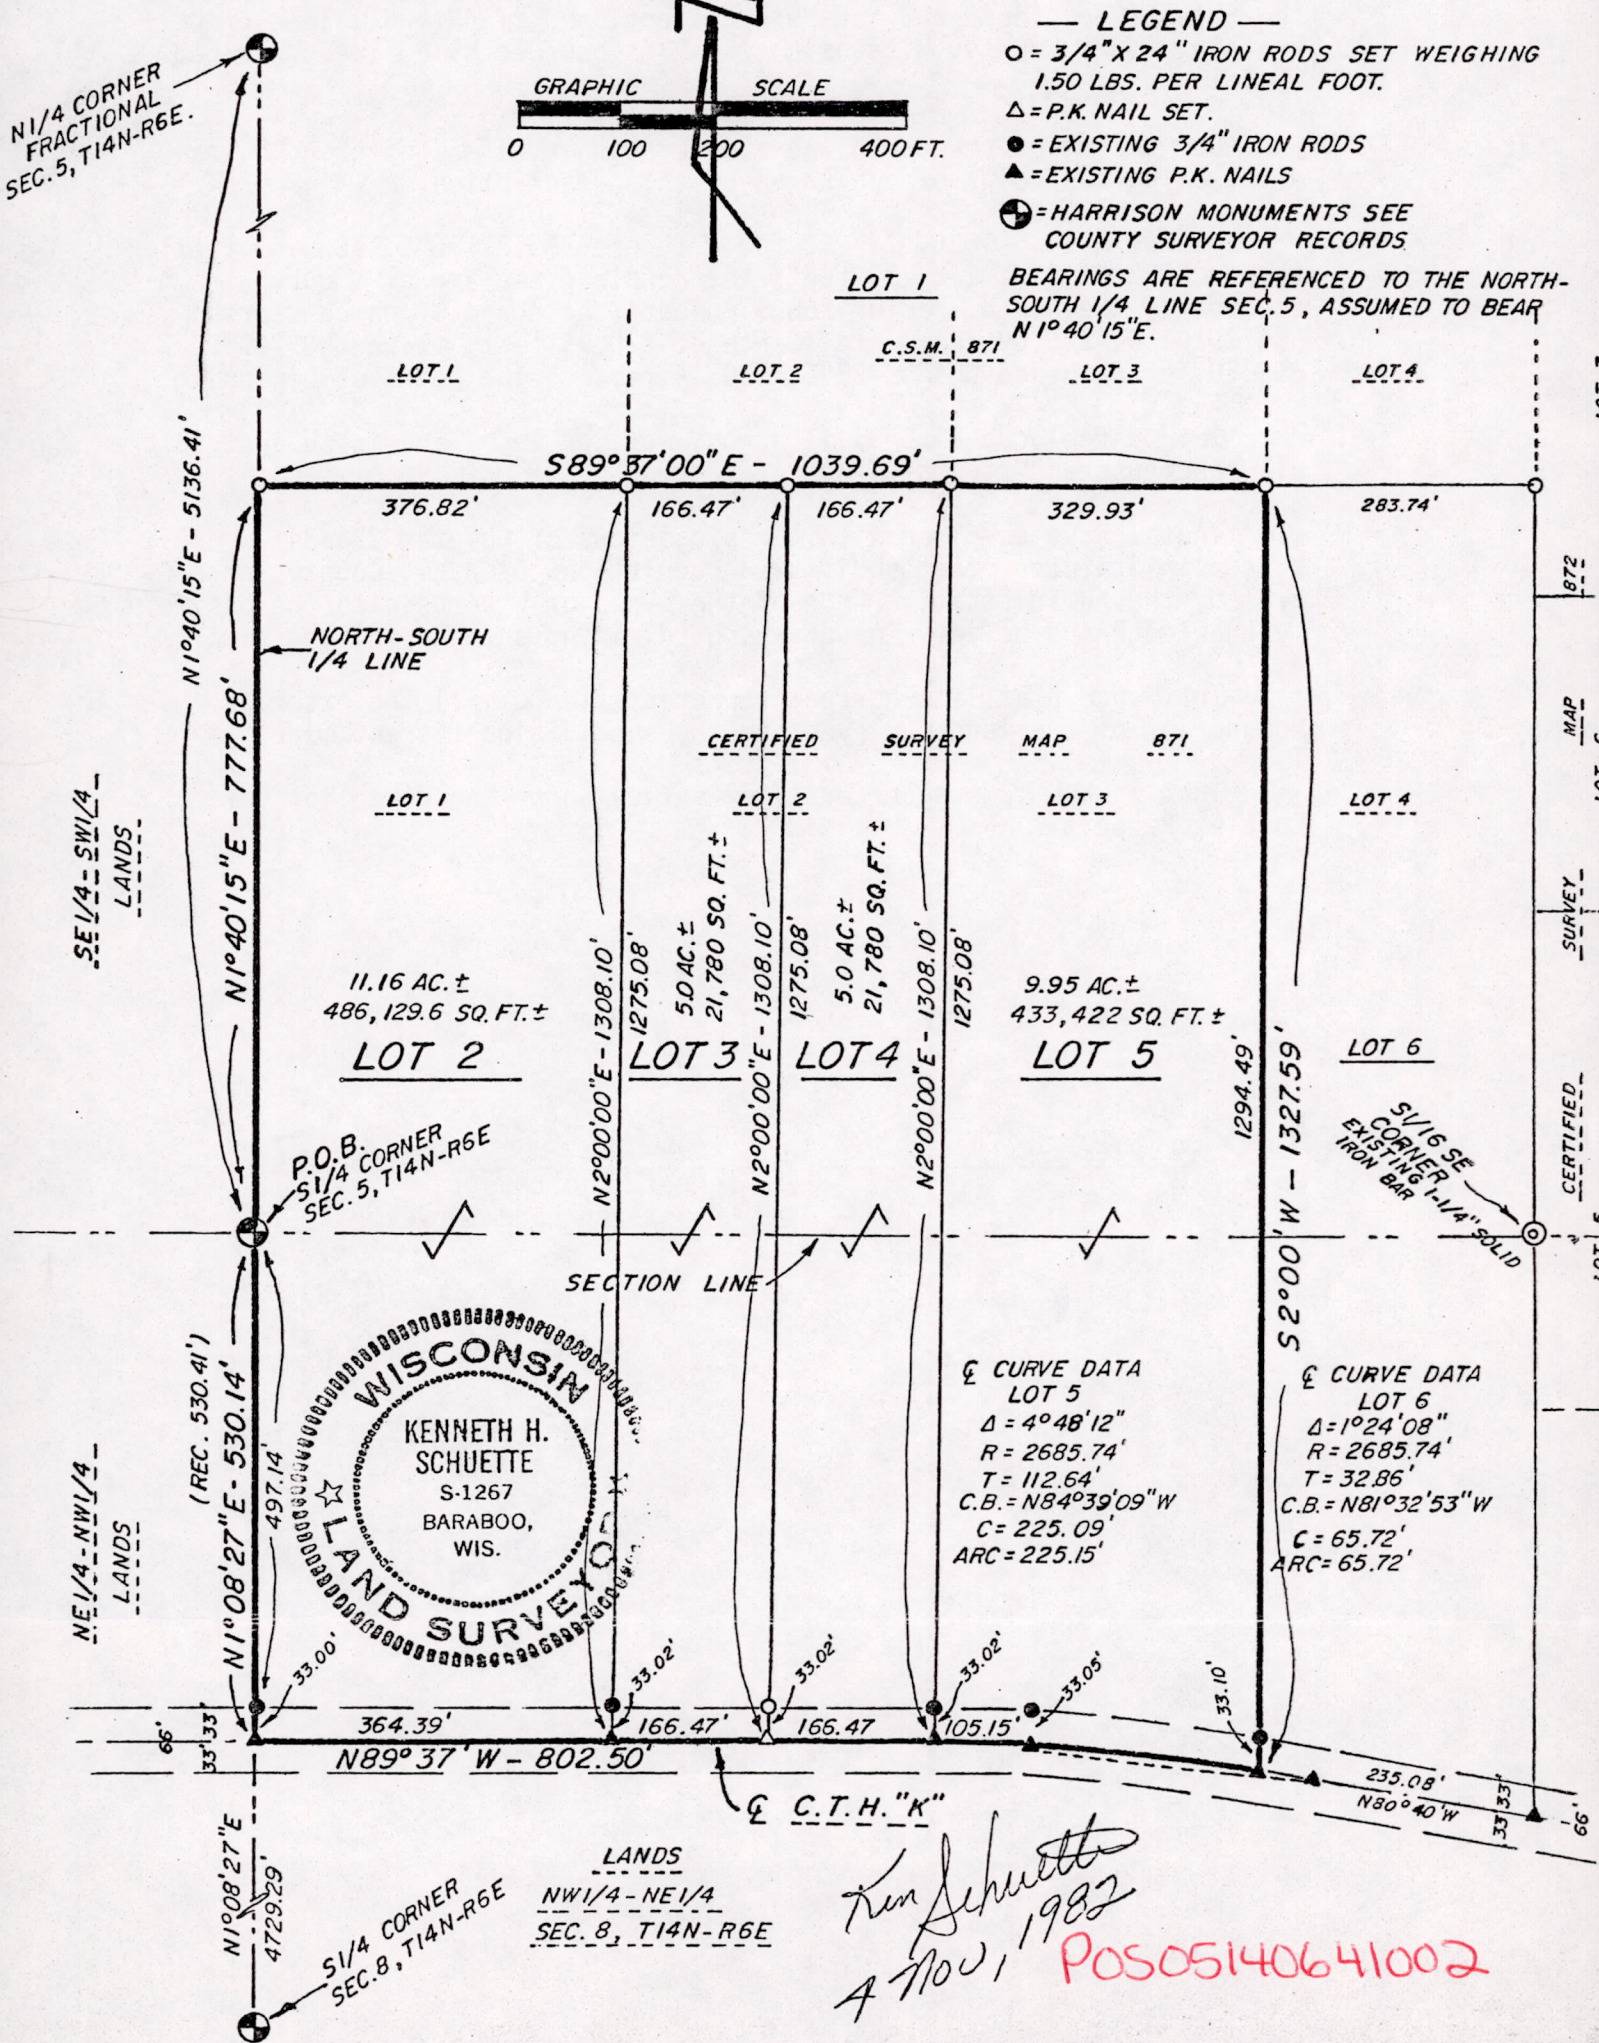 — LEGEND —
○ = 3/4" X 24" IRON RODS SET WEIGHING
1.50 LBS. PER LINEAL FOOT.
△ = P.K. NAIL SET.
● = EXISTING 3/4" IRON RODS
▲ = EXISTING P.K. NAILS
= HARRISON MONUMENTS SEE
COUNTY SURVEYOR RECORDS
BEARINGS ARE REFERENCED TO THE NORTH-
SOUTH 1/4 LINE SEC. 5, ASSUMED TO BEAR
N 1° 40' 15" E.
N1/4 CORNER
FRACTIONAL
SEC. 5, T14N-R6E.
GRAPHIC SCALE
0 100 200 400 FT.
LOT 1
C.S.M. 871
LOT 1
LOT 2
LOT 3
LOT 4
S89°37'00"E - 1039.69'
376.82'
166.47'
166.47'
329.93'
283.74'
N1°40'15"E - 5136.41'
N1°40'15"E - 777.68'
NORTH-SOUTH
1/4 LINE
872
MAP
SURVEY
CERTIFIED
CERTIFIED SURVEY MAP 871
LOT 1
LOT 2
LOT 3
LOT 4
SE1/4-SW1/4
LANDS
11.16 AC.±
486,129.6 SQ. FT.±
LOT 2
N2°00'00"E - 1308.10'
1275.08'
5.0 AC.±
21,780 SQ. FT.±
LOT 3
N2°00'00"E - 1308.10'
1275.08'
5.0 AC.±
21,780 SQ. FT.±
LOT 4
N2°00'00"E - 1308.10'
1275.08'
9.95 AC.±
433,422 SQ. FT.±
LOT 5
1294.49'
S 2°00' W - 1327.59'
LOT 6
S1/16 SE
CORNER
EXISTING 1-1/4" SOLID
IRON BAR
P.O.B.
S1/4 CORNER
SEC. 5, T14N-R6E
SECTION LINE
(REC. 530.41')
N1°08'27"E - 530.14'
497.14'
NE1/4-NW1/4
LANDS
WISCONSIN
KENNETH H.
SCHUETTE
S-1267
BARABOO,
WIS.
LAND SURVEYOR
℄ CURVE DATA
LOT 5
Δ = 4°48'12"
R = 2685.74'
T = 112.64'
C.B. = N84°39'09"W
C = 225.09'
ARC = 225.15'
℄ CURVE DATA
LOT 6
Δ = 1°24'08"
R = 2685.74'
T = 32.86'
C.B. = N81°32'53"W
C = 65.72'
ARC = 65.72'
33.00'
33.02'
33.02'
33.02'
33.05'
33.10'
66'
33' 33'
364.39'
166.47'
166.47
105.15'
N89°37' W - 802.50'
235.08'
N80°40'W
33' 33'
66'
℄ C.T.H. "K"
N1°08'27"E
4729.29'
LANDS
NW1/4-NE1/4
SEC. 8, T14N-R6E
S1/4 CORNER
SEC. 8, T14N-R6E
Ken Schuette
4 Nov, 1982
POS05140641002